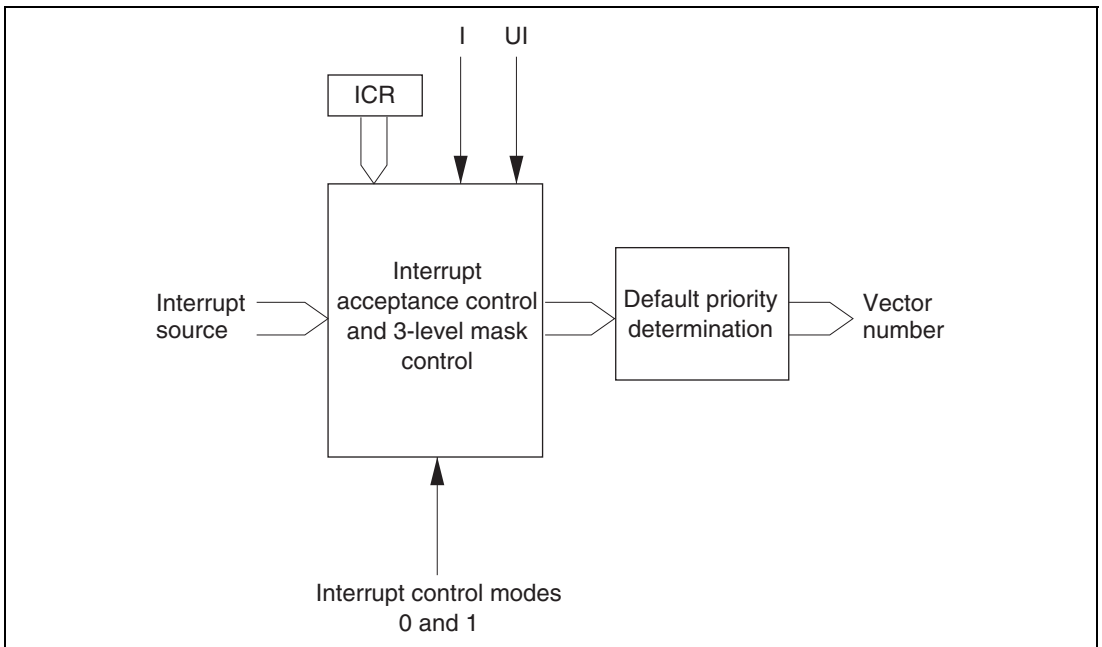 I
UI
ICR
Interrupt
acceptance control
and 3-level mask
control
Interrupt
source
Default priority
determination
Vector
number
Interrupt control modes
0 and 1